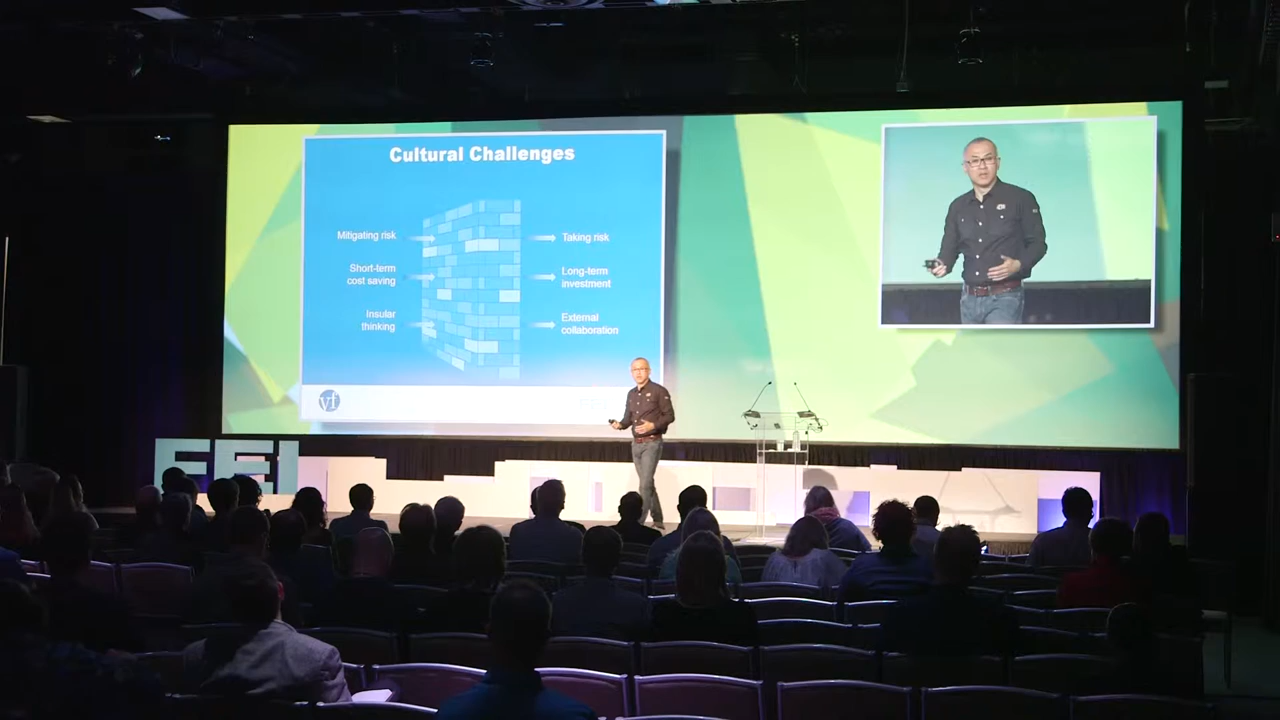 Cultural Challenges
Mitigating risk
Taking risk
Short-term
cost saving
Long-term
investment
Insular
thinking
External
collaboration
vf
FEI